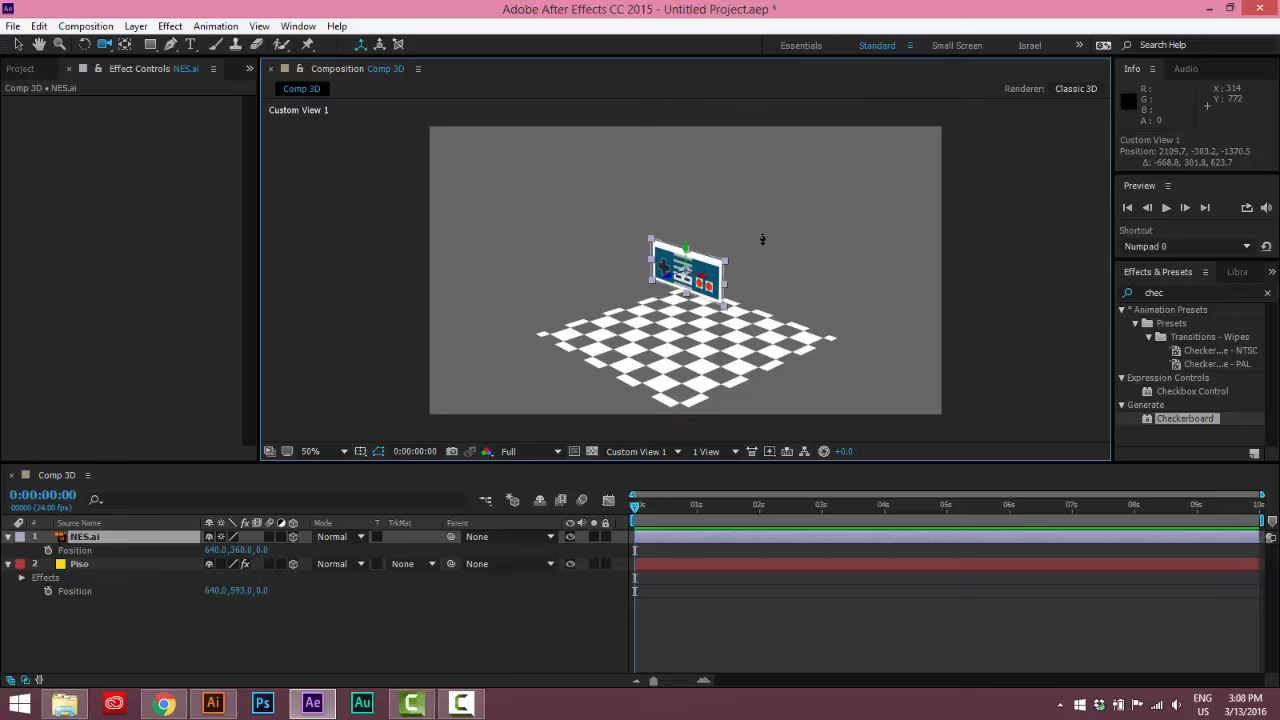 Adobe After Effects CC 2015 - Untitled Project.aep *
File Edit Composition Layer Effect Animation View Window Help
Essentials Standard Small Screen Israel Search Help
Project Effect Controls NES.ai
Comp 3D • NES.ai
Composition Comp 3D
Comp 3D
Renderer: Classic 3D
Custom View 1
50% 0:00:00:00 Full Custom View 1 1 View +0.0
Info Audio
R : X : 314
G : Y : 772
B :
A : 0
Custom View 1
Position: 2109.7, -303.2, -1370.5
Δ: -668.8, 301.8, 623.7
Preview
Shortcut
Numpad 0
Effects & Presets Libra
chec
* Animation Presets
Presets
Transitions - Wipes
Checker...e - NTSC
Checker...e - PAL
Expression Controls
Checkbox Control
Generate
Checkerboard
Comp 3D
0:00:00:00
00000 (24.00 fps)
01s 02s 03s 04s 05s 06s 07s 08s 09s 10s
# Source Name Mode T TrkMat Parent
1 NES.ai Normal None
Position 640.0,360.0,0.0
2 Piso Normal None None
Effects
Position 640.0,593.0,0.0
Ai Ps Ae Au C C
ENG 3:08 PM
US 3/13/2016